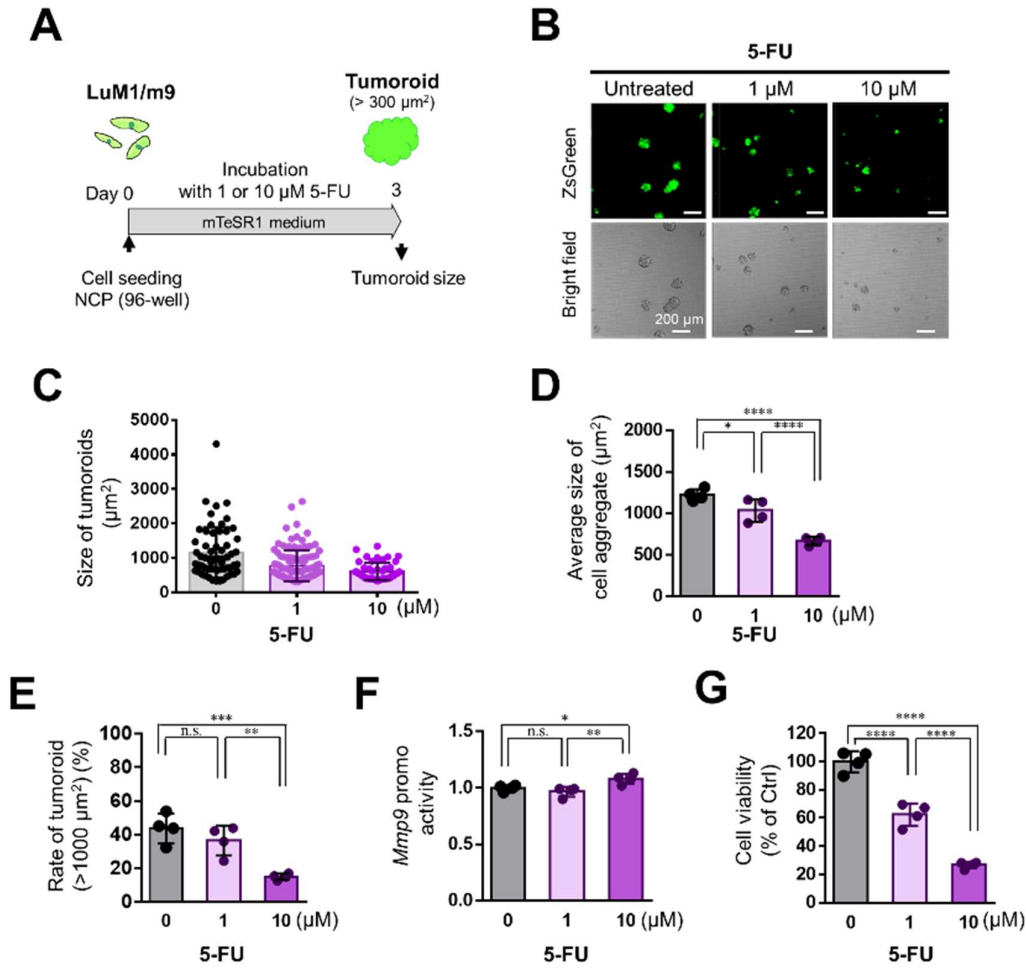 A
LuM1/m9
Tumoroid
(> 300 µm²)
Incubation
Day 0
with 1 or 10 µM 5-FU
3
mTeSR1 medium
Cell seeding
NCP (96-well)
Tumoroid size
B
5-FU
Untreated
1 µM
10 µM
ZsGreen
Bright field
200 µm
C
Size of tumoroids
(µm²)
5000
4000
3000
2000
1000
0
0
1
10
(µM)
5-FU
D
Average size of
cell aggregate (µm²)
2000
1500
1000
500
0
****
*
****
0
1
10
(µM)
5-FU
E
Rate of tumoroid
(>1000 µm²) (%)
100
80
60
40
20
0
***
n.s.
**
0
1
10 (µM)
5-FU
F
Mmp9 promo
activity
1.5
1.0
0.5
0.0
*
n.s.
**
0
1
10 (µM)
5-FU
G
Cell viability
(% of Ctrl)
120
100
80
60
40
20
0
****
****
****
0
1
10 (µM)
5-FU